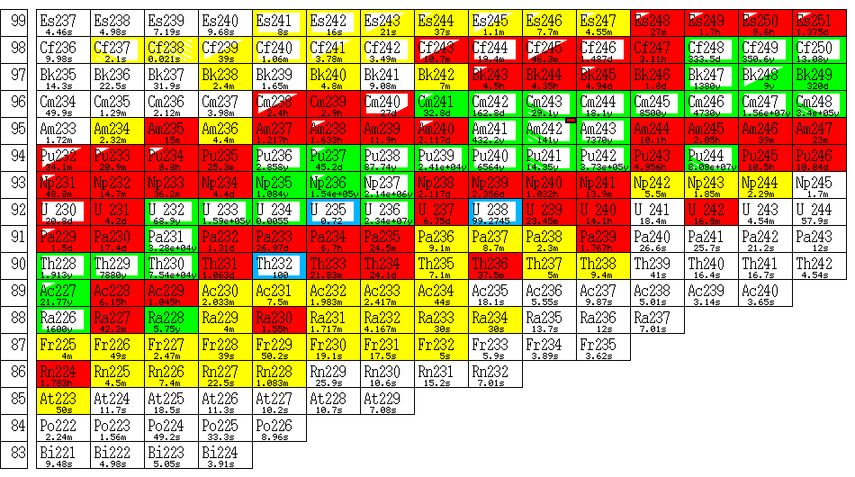 99 Es237 Es238 Es239 Es240 Es241 Es242 Es243 Es244 Es245 Es246 Es247 Es248 Es249 Es250 Es251
4.46s 4.98s 7.19s 9.68s 8s 16s 21s 37s 1.1m 7.7m 4.55m 27m 1.7h 8.6h 1.375d
98 Cf236 Cf237 Cf238 Cf239 Cf240 Cf241 Cf242 Cf243 Cf244 Cf245 Cf246 Cf247 Cf248 Cf249 Cf250
9.98s 2.1s 0.021s 39s 1.06m 3.78m 3.49m 10.7m 19.4m 46.3m 1.487d 3.11h 333.5d 350.6y 13.08y
97 Bk235 Bk236 Bk237 Bk238 Bk239 Bk240 Bk241 Bk242 Bk243 Bk244 Bk245 Bk246 Bk247 Bk248 Bk249
14.3s 22.5s 31.9s 2.4m 1.65m 4.8m 9.08m 7m 4.5h 4.35h 4.94d 1.8d 1380y 9y 320d
96 Cm234 Cm235 Cm236 Cm237 Cm238 Cm239 Cm240 Cm241 Cm242 Cm243 Cm244 Cm245 Cm246 Cm247 Cm248
49.9s 1.29m 2.12m 3.98m 2.4h 2.9h 27d 32.8d 162.8d 29.1y 18.1y 8500y 4730y 1.56e+07y 3.4e+05y
95 Am233 Am234 Am235 Am236 Am237 Am238 Am239 Am240 Am241 Am242 Am243 Am244 Am245 Am246 Am247
1.72m 2.32m 15m 4.4m 1.217h 1.633h 11.9h 2.117d 432.2y 141y 7370y 10.1h 2.05h 39m 23m
94 Pu232 Pu233 Pu234 Pu235 Pu236 Pu237 Pu238 Pu239 Pu240 Pu241 Pu242 Pu243 Pu244 Pu245 Pu246
34.1m 20.9m 8.8h 25.3m 2.858y 45.2d 87.74y 2.41e+04y 6564y 14.35y 3.73e+05y 4.956h 8.08e+07y 10.5h 10.84d
93 Np231 Np232 Np233 Np234 Np235 Np236 Np237 Np238 Np239 Np240 Np241 Np242 Np243 Np244 Np245
48.8m 14.7m 36.2m 4.4d 1.084y 1.54e+05y 2.14e+06y 2.117d 2.356d 1.032h 13.9m 5.5m 1.85m 2.29m 1.7m
92 U 230 U 231 U 232 U 233 U 234 U 235 U 236 U 237 U 238 U 239 U 240 U 241 U 242 U 243 U 244
20.8d 4.2d 68.9y 1.59e+05y 0.0055 0.72 2.34e+07y 6.75d 99.2745 23.45m 14.1h 18.4m 16.8m 4.54m 57.9s
91 Pa229 Pa230 Pa231 Pa232 Pa233 Pa234 Pa235 Pa236 Pa237 Pa238 Pa239 Pa240 Pa241 Pa242 Pa243
1.5d 17.4d 3.28e+04y 1.31d 26.97d 6.7h 24.5m 9.1m 8.7m 2.3m 1.767h 26.6s 25.7s 21.2s 12s
90 Th228 Th229 Th230 Th231 Th232 Th233 Th234 Th235 Th236 Th237 Th238 Th239 Th240 Th241 Th242
1.913y 7880y 7.54e+04y 1.063d 100 21.83m 24.1d 7.1m 37.5m 5m 9.4m 41s 16.4s 16.7s 4.54s
89 Ac227 Ac228 Ac229 Ac230 Ac231 Ac232 Ac233 Ac234 Ac235 Ac236 Ac237 Ac238 Ac239 Ac240
21.77y 6.15h 1.045h 2.033m 7.5m 1.983m 2.417m 44s 18.1s 5.55s 9.87s 5.01s 3.14s 3.65s
88 Ra226 Ra227 Ra228 Ra229 Ra230 Ra231 Ra232 Ra233 Ra234 Ra235 Ra236 Ra237
1600y 42.2m 5.75y 4m 1.55h 1.717m 4.167m 30s 30s 13.7s 12s 7.01s
87 Fr225 Fr226 Fr227 Fr228 Fr229 Fr230 Fr231 Fr232 Fr233 Fr234 Fr235
4m 49s 2.47m 39s 50.2s 19.1s 17.5s 5s 5.9s 3.89s 3.62s
86 Rn224 Rn225 Rn226 Rn227 Rn228 Rn229 Rn230 Rn231 Rn232
1.783h 4.5m 7.4m 22.5s 1.083m 25.9s 10.6s 15.2s 7.01s
85 At223 At224 At225 At226 At227 At228 At229
50s 11.7s 18.5s 11.3s 10.2s 10.7s 7.08s
84 Po222 Po223 Po224 Po225 Po226
2.24m 1.56m 49.2s 33.3s 8.96s
83 Bi221 Bi222 Bi223 Bi224
9.48s 4.98s 5.05s 3.91s